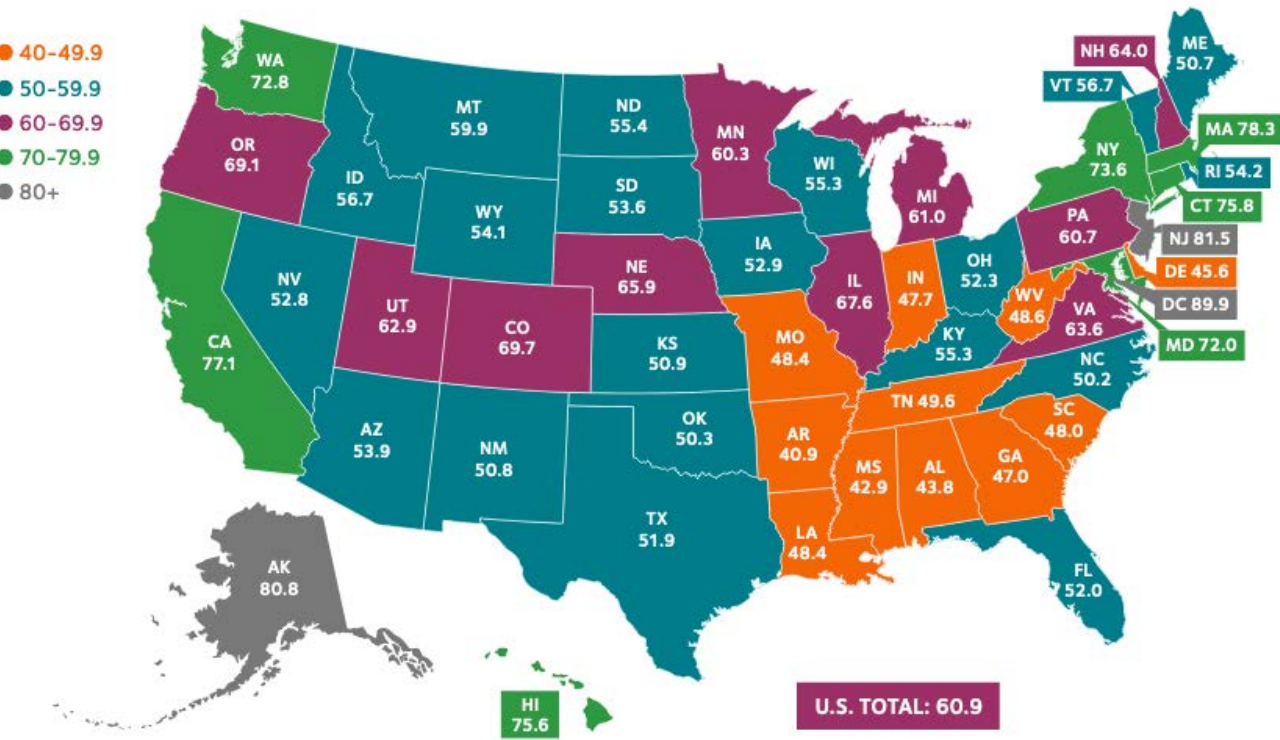 40-49.9
50-59.9
60-69.9
70-79.9
80+
WA
72.8
OR
69.1
CA
77.1
ID
56.7
NV
52.8
MT
59.9
WY
54.1
UT
62.9
CO
69.7
AZ
53.9
NM
50.8
ND
55.4
SD
53.6
NE
65.9
KS
50.9
OK
50.3
TX
51.9
MN
60.3
IA
52.9
MO
48.4
AR
40.9
LA
48.4
WI
55.3
IL
67.6
MI
61.0
IN
47.7
OH
52.3
KY
55.3
TN 49.6
MS
42.9
AL
43.8
GA
47.0
SC
48.0
NC
50.2
FL
52.0
WV
48.6
VA
63.6
PA
60.7
NY
73.6
ME
50.7
NH 64.0
VT 56.7
MA 78.3
RI 54.2
CT 75.8
NJ 81.5
DE 45.6
DC 89.9
MD 72.0
AK
80.8
HI
75.6
U.S. TOTAL: 60.9